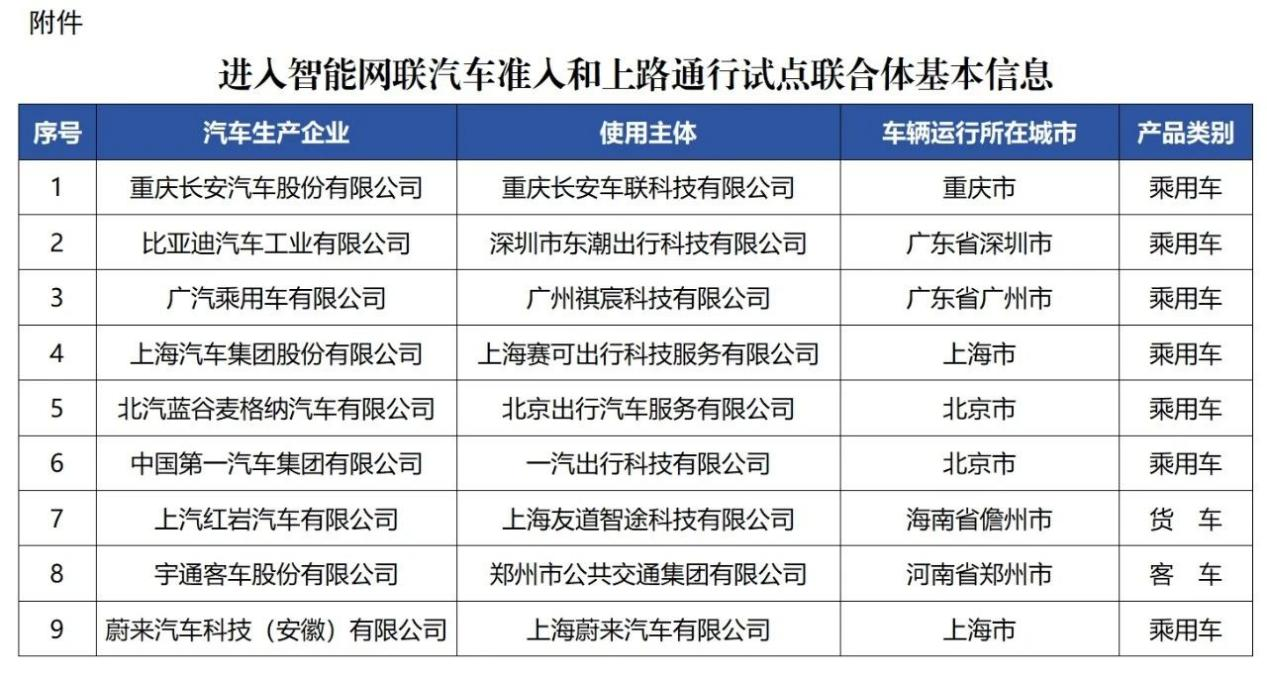 附件
进入智能网联汽车准入和上路通行试点联合体基本信息
序号 汽车生产企业 使用主体 车辆运行所在城市 产品类别
1 重庆长安汽车股份有限公司 重庆长安车联科技有限公司 重庆市 乘用车
2 比亚迪汽车工业有限公司 深圳市东潮出行科技有限公司 广东省深圳市 乘用车
3 广汽乘用车有限公司 广州祺宸科技有限公司 广东省广州市 乘用车
4 上海汽车集团股份有限公司 上海赛可出行科技服务有限公司 上海市 乘用车
5 北汽蓝谷麦格纳汽车有限公司 北京出行汽车服务有限公司 北京市 乘用车
6 中国第一汽车集团有限公司 一汽出行科技有限公司 北京市 乘用车
7 上汽红岩汽车有限公司 上海友道智途科技有限公司 海南省儋州市 货 车
8 宇通客车股份有限公司 郑州市公共交通集团有限公司 河南省郑州市 客 车
9 蔚来汽车科技（安徽）有限公司 上海蔚来汽车有限公司 上海市 乘用车